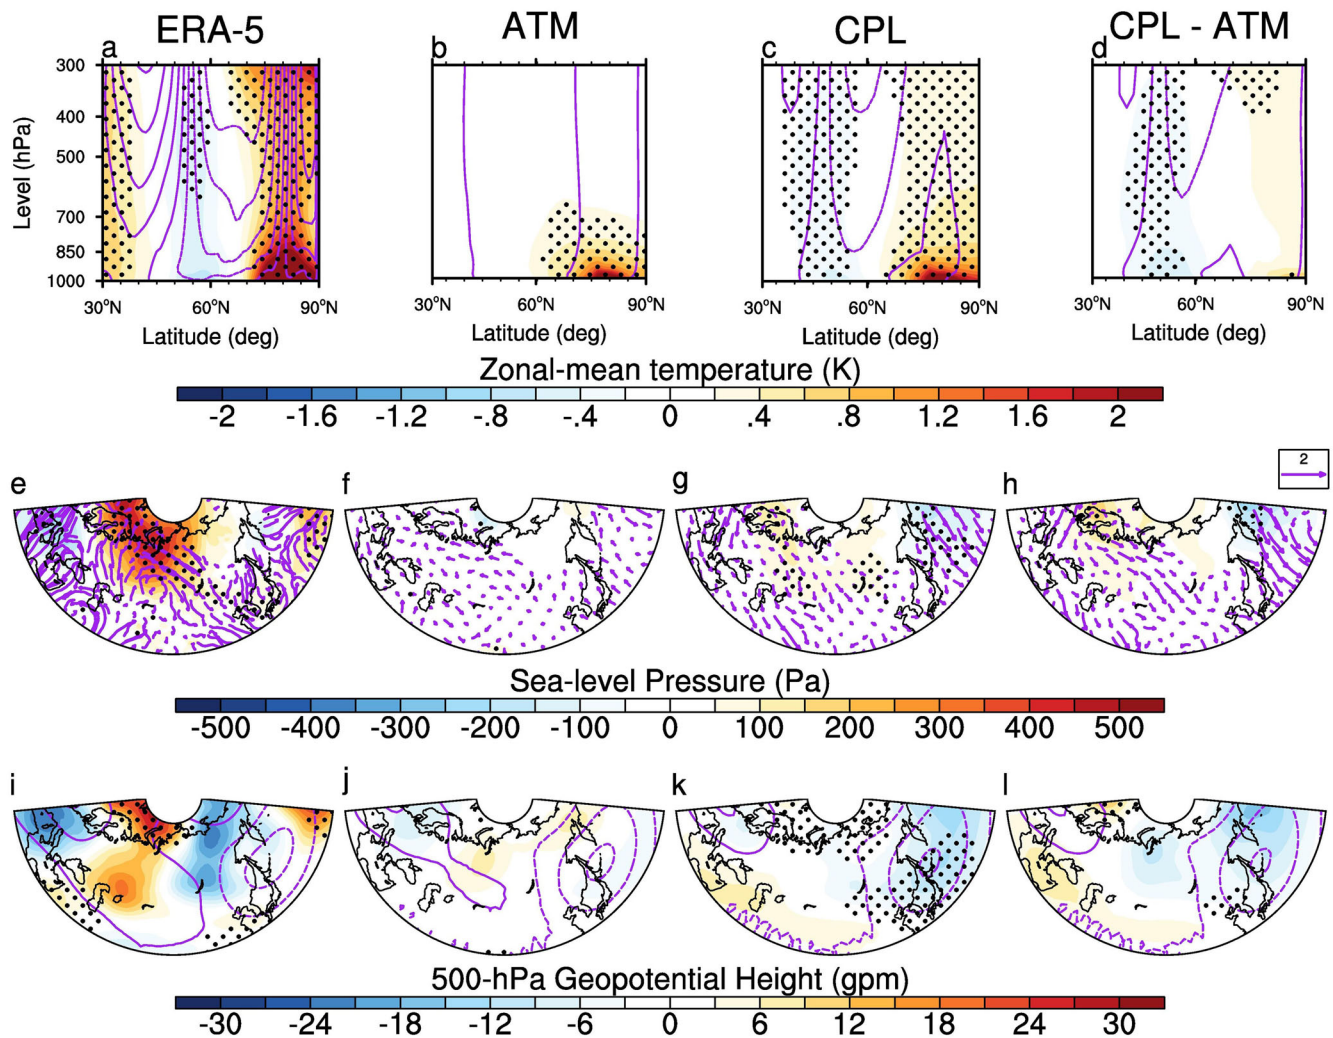 ERA-5 ATM CPL CPL - ATM
a b c d
300
400
500
700
850
1000
Level (hPa)
30°N 60°N 90°N 30°N 60°N 90°N 30°N 60°N 90°N 30°N 60°N 90°N
Latitude (deg) Latitude (deg) Latitude (deg) Latitude (deg)
Zonal-mean temperature (K)
-2 -1.6 -1.2 -.8 -.4 0 .4 .8 1.2 1.6 2
2
e f g h
Sea-level Pressure (Pa)
-500 -400 -300 -200 -100 0 100 200 300 400 500
i j k l
500-hPa Geopotential Height (gpm)
-30 -24 -18 -12 -6 0 6 12 18 24 30